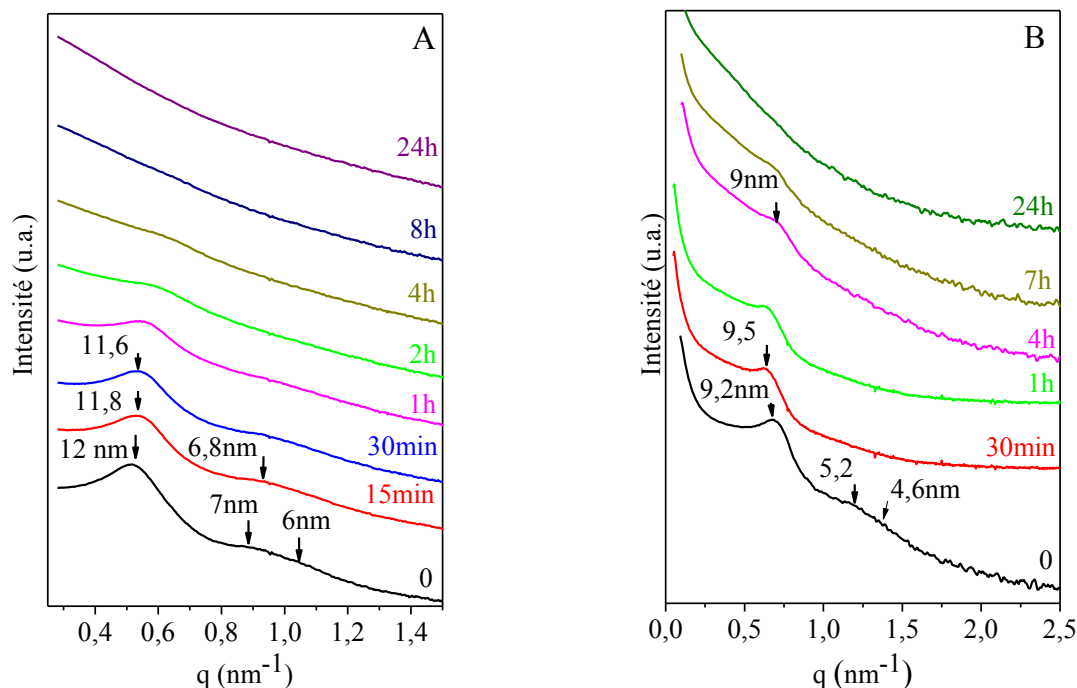 A
24h
8h
4h
2h
1h
30min
15min
0
11,6
11,8
12 nm
6,8nm
7nm
6nm
Intensité (u.a.)
0,4 0,6 0,8 1,0 1,2 1,4
q (nm-1)
B
24h
7h
4h
1h
30min
0
9nm
9,5
9,2nm
5,2
4,6nm
Intensité (u.a.)
0,0 0,5 1,0 1,5 2,0 2,5
q (nm-1)